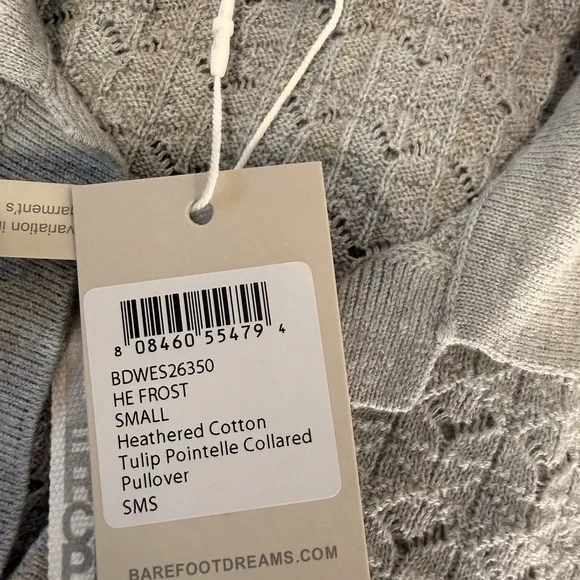 variation in
garment's
8 08460 55479 4
BDWES26350
HE FROST
SMALL
Heathered Cotton
Tulip Pointelle Collared
Pullover
SMS
BAREFOOTDREAMS.COM